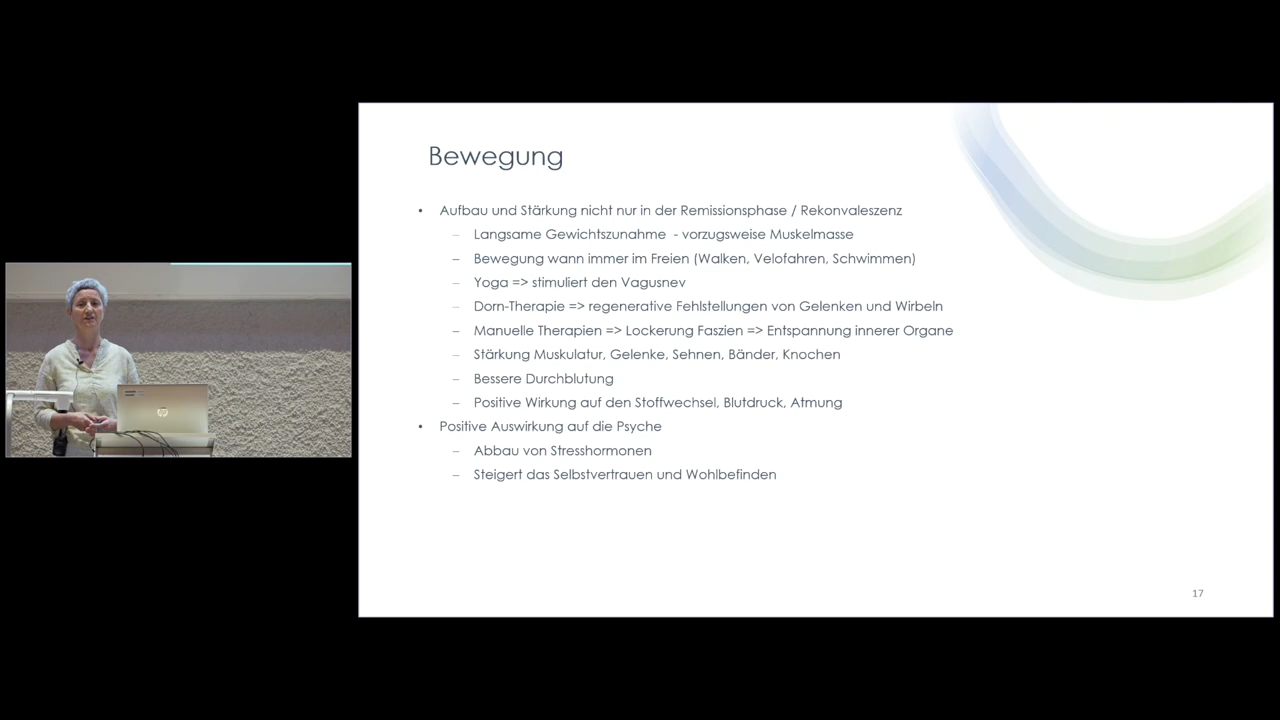 Bewegung
• Aufbau und Stärkung nicht nur in der Remissionsphase / Rekonvaleszenz
– Langsame Gewichtszunahme - vorzugsweise Muskelmasse
– Bewegung wann immer im Freien (Walken, Velofahren, Schwimmen)
– Yoga => stimuliert den Vagusnev
– Dorn-Therapie => regenerative Fehlstellungen von Gelenken und Wirbeln
– Manuelle Therapien => Lockerung Faszien => Entspannung innerer Organe
– Stärkung Muskulatur, Gelenke, Sehnen, Bänder, Knochen
– Bessere Durchblutung
– Positive Wirkung auf den Stoffwechsel, Blutdruck, Atmung
• Positive Auswirkung auf die Psyche
– Abbau von Stresshormonen
– Steigert das Selbstvertrauen und Wohlbefinden
17
hp